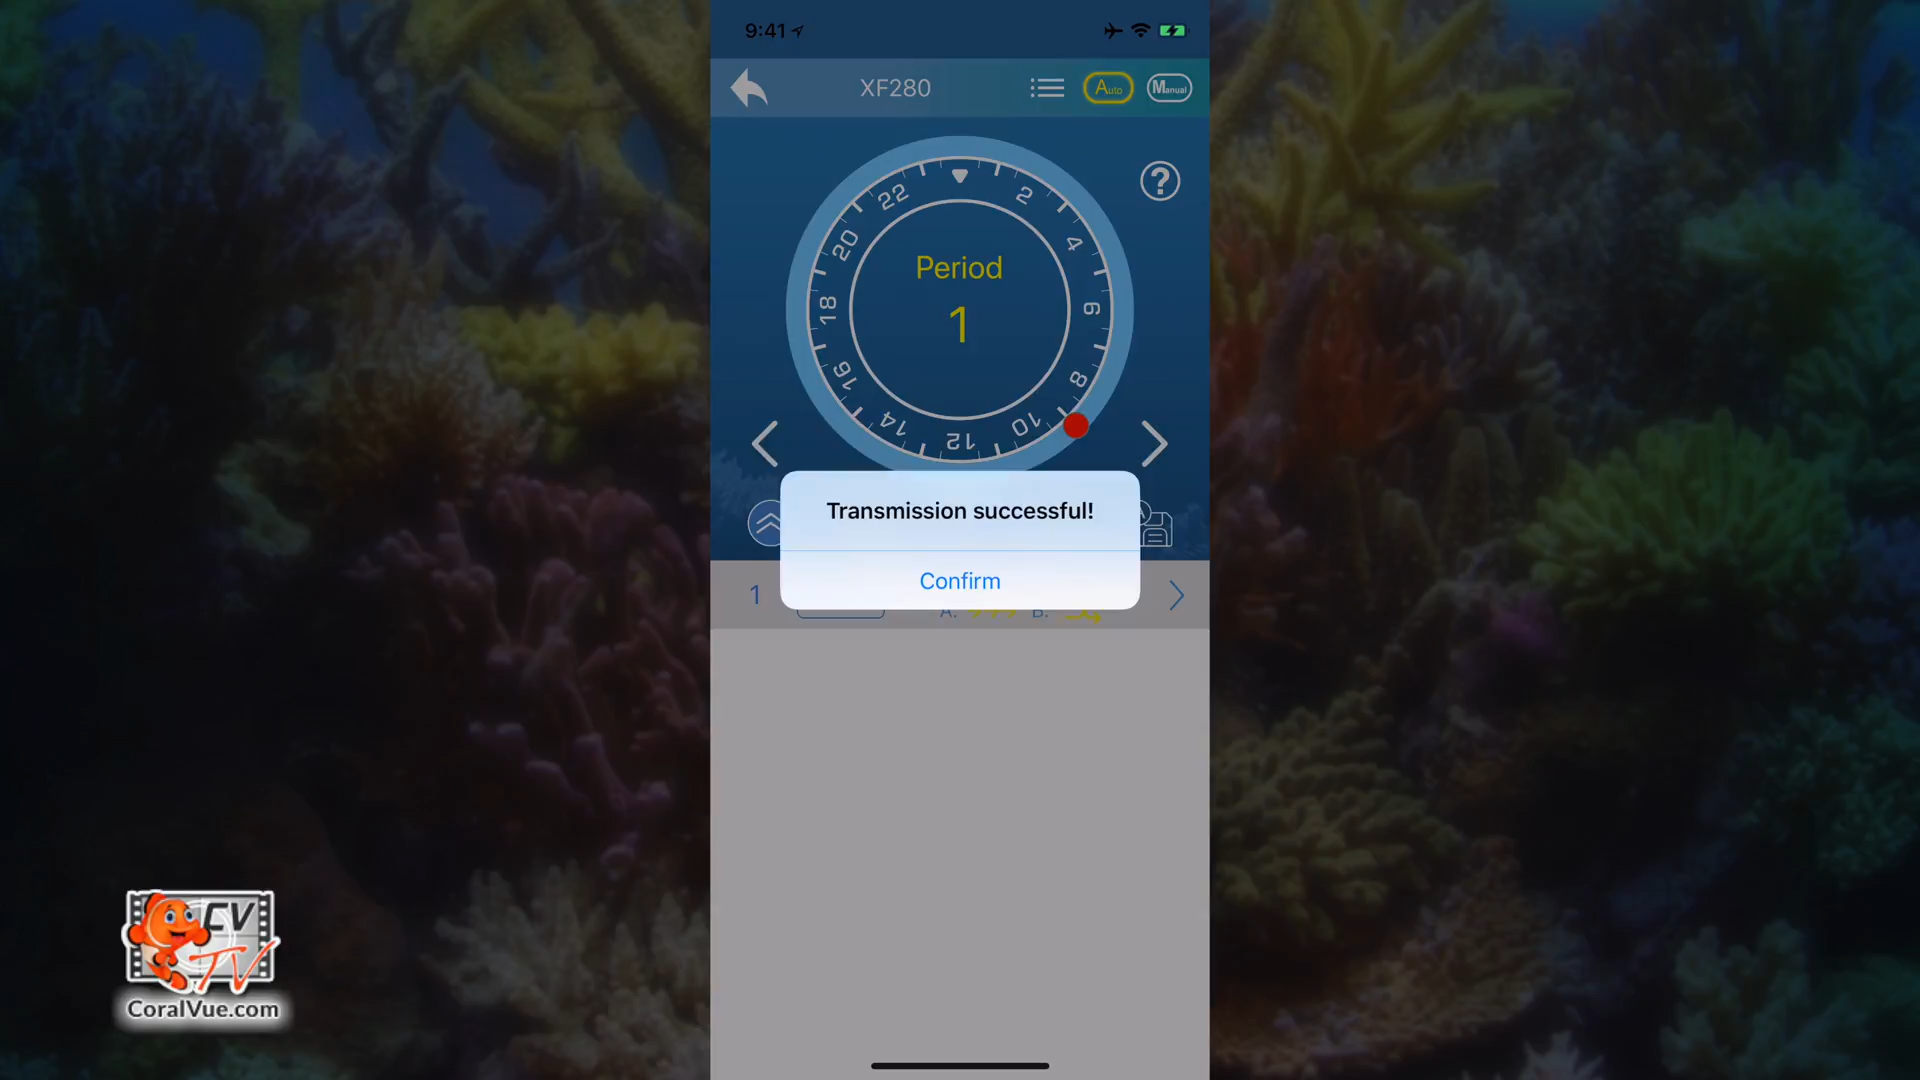 9:41
XF280
Auto
Manual
22
2
20
4
Period
18
1
6
16
8
14
12
10
?
Transmission successful!
Confirm
1
A:
B:
CV
TV
CoralVue.com